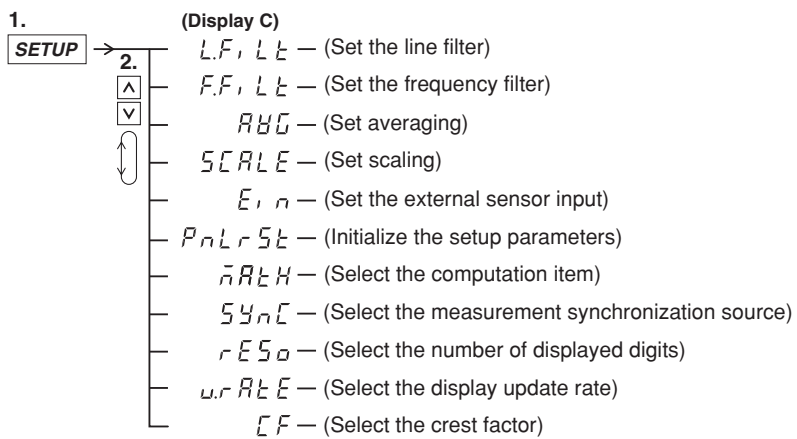 1.
(Display C)
SETUP
2.
L.FiLt (Set the line filter)
F.FiLt (Set the frequency filter)
AVG (Set averaging)
SCALE (Set scaling)
Ein (Set the external sensor input)
PnLrSt (Initialize the setup parameters)
mAtH (Select the computation item)
SYnC (Select the measurement synchronization source)
rESo (Select the number of displayed digits)
u.rAtE (Select the display update rate)
CF (Select the crest factor)